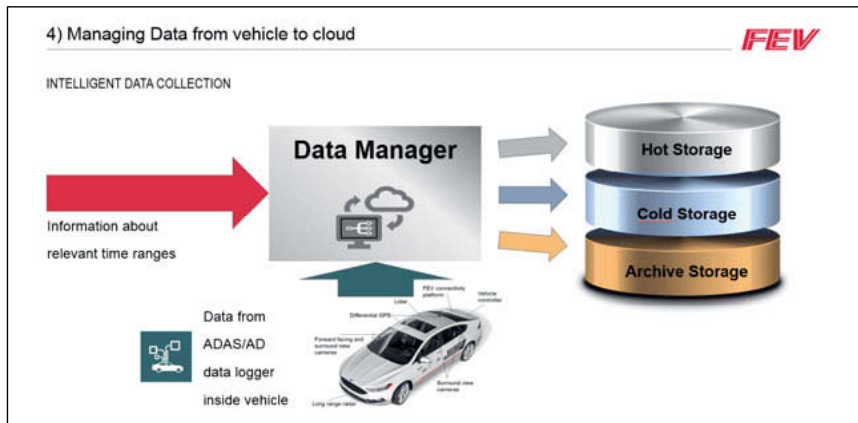 4) Managing Data from vehicle to cloud
FEV
INTELLIGENT DATA COLLECTION
Data Manager
Hot Storage
Cold Storage
Archive Storage
Information about
relevant time ranges
Data from
ADAS/AD
data logger
inside vehicle
FEV connectivity
platform
Vehicle
controller
Lidar
Differential GPS
Forward facing and
surround view
cameras
Surround view
cameras
Long range radar